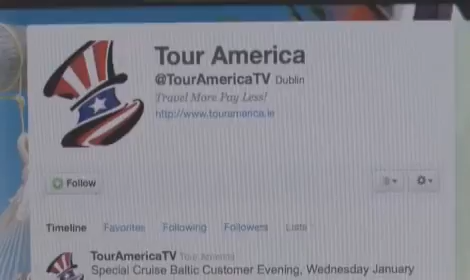 Tour America
@TourAmericaTV Dublin
Travel More Pay Less!
http://www.touramerica.ie
Follow
Timeline Favorites Following Followers Lists
TourAmericaTV Tour America
Special Cruise Baltic Customer Evening, Wednesday January